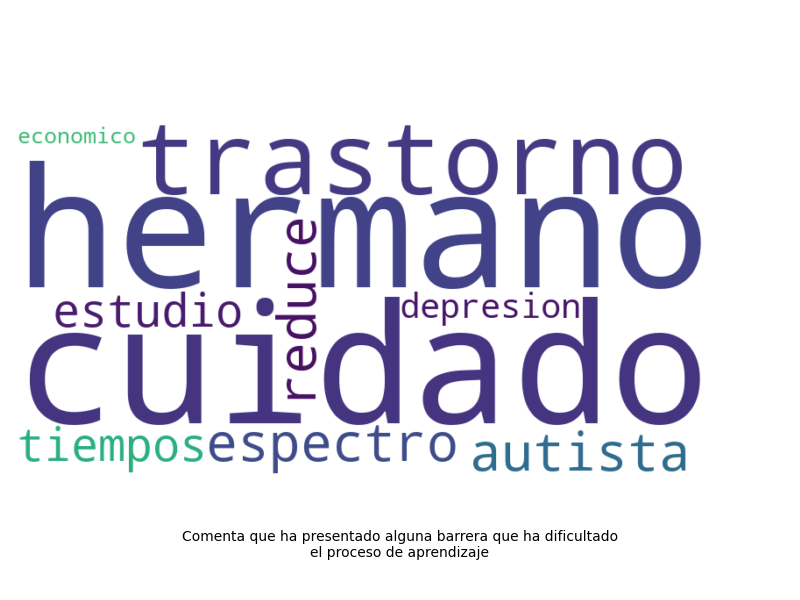 economico
trastorno
hermano
reduce
estudio
depresion
cuidado
tiempos
espectro
autista
Comenta que ha presentado alguna barrera que ha dificultado
el proceso de aprendizaje